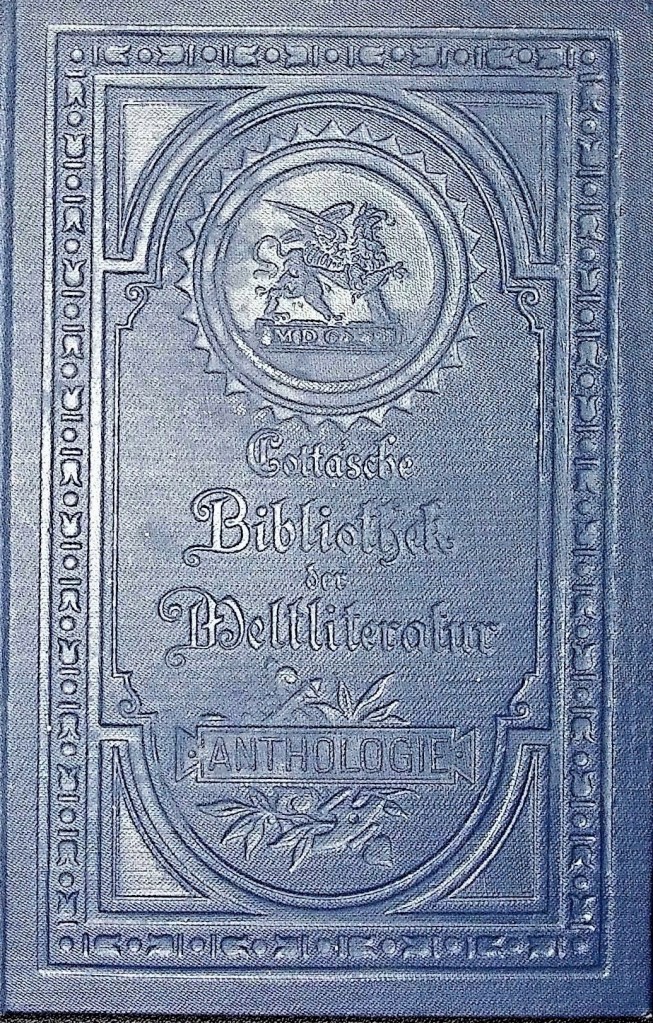 Cotta'sche
Bibliothek
der
Weltliteratur
ANTHOLOGIE